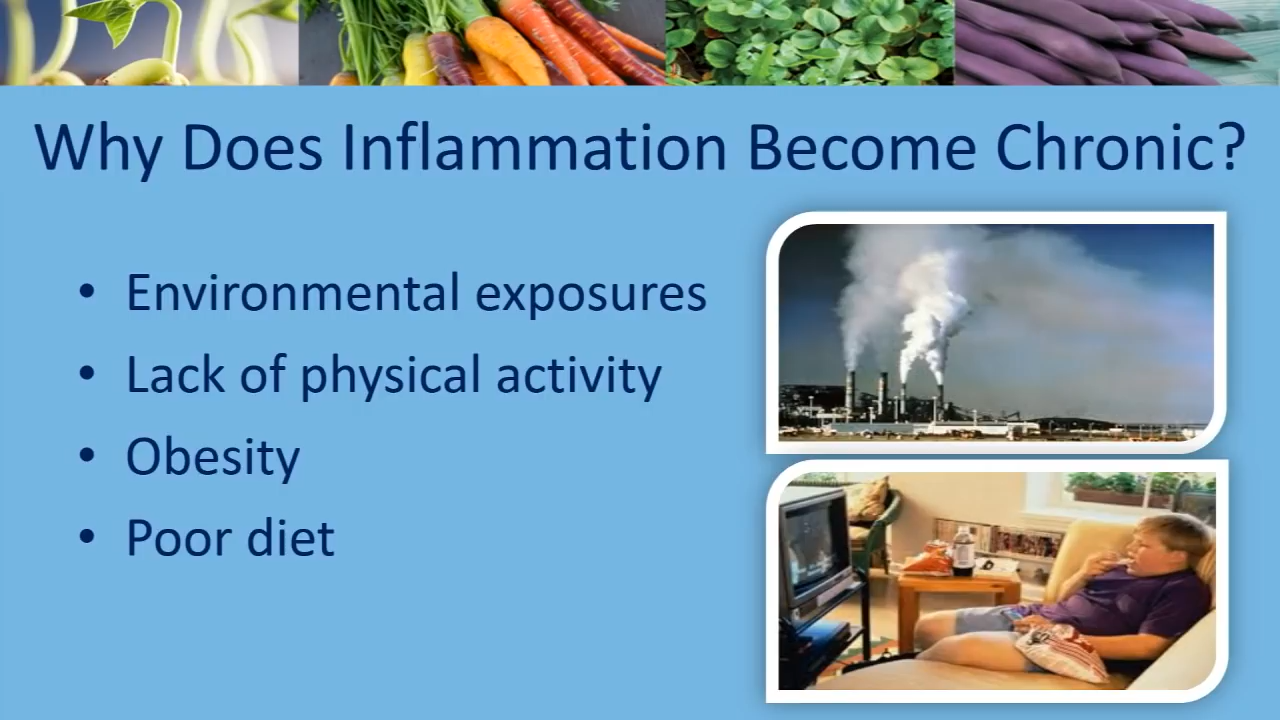 Why Does Inflammation Become Chronic?
• Environmental exposures
• Lack of physical activity
• Obesity
• Poor diet